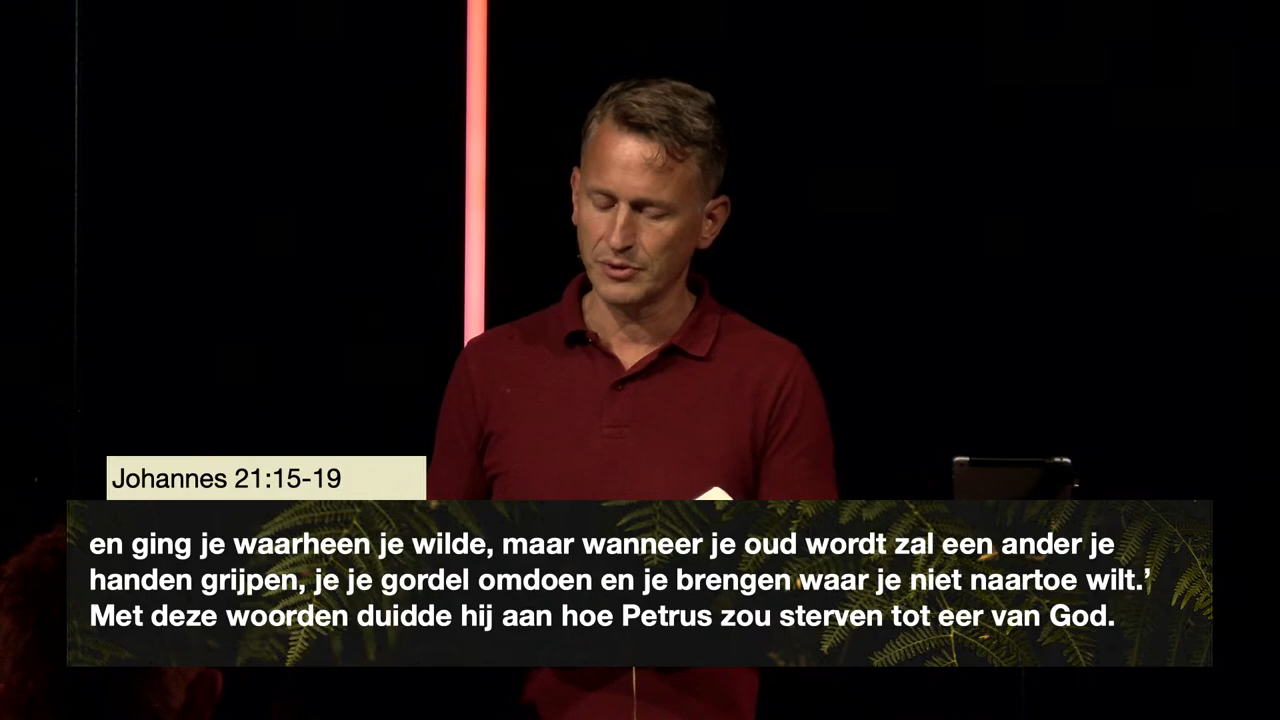 Johannes 21:15-19
en ging je waarheen je wilde, maar wanneer je oud wordt zal een ander je
handen grijpen, je je gordel omdoen en je brengen waar je niet naartoe wilt.’
Met deze woorden duidde hij aan hoe Petrus zou sterven tot eer van God.